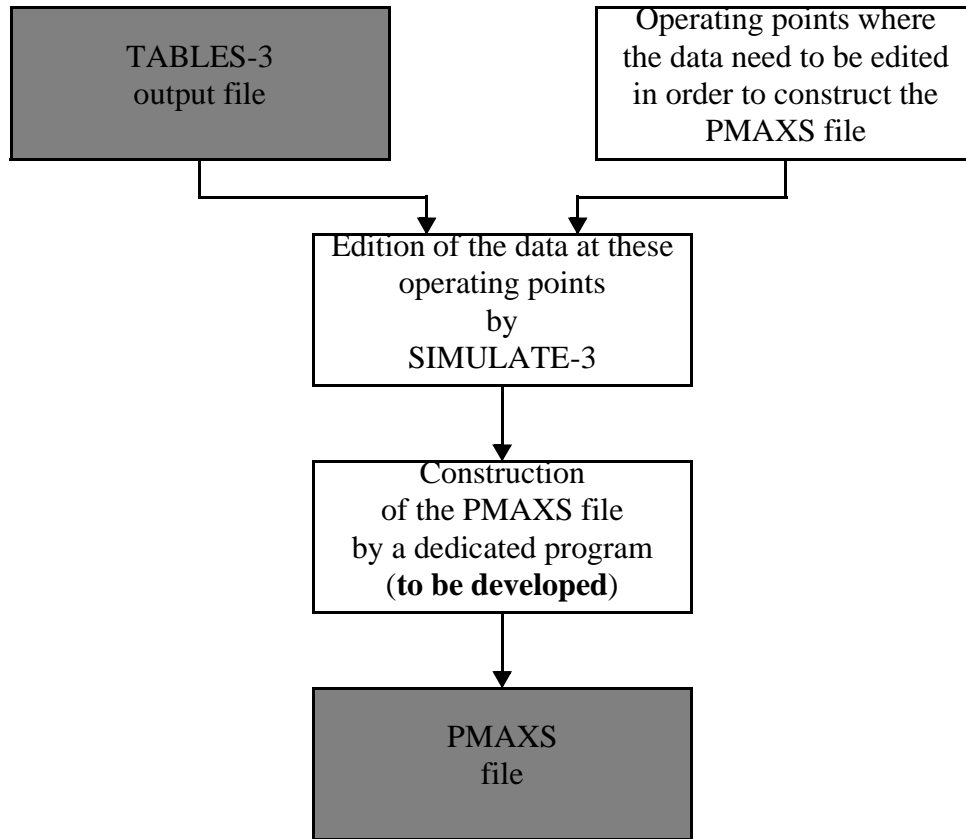 TABLES-3
output file
Operating points where
the data need to be edited
in order to construct the
PMAXS file
Edition of the data at these
operating points
by
SIMULATE-3
Construction
of the PMAXS file
by a dedicated program
(to be developed)
PMAXS
file